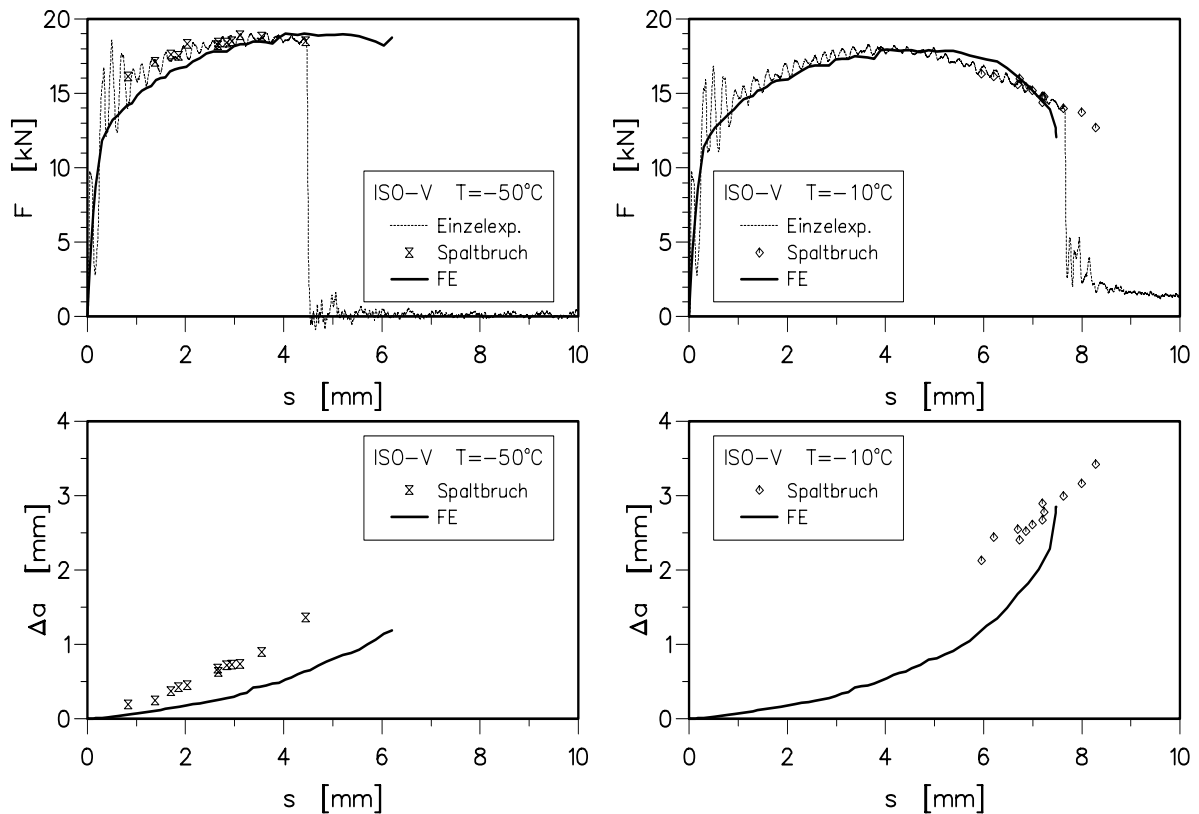 20
15
10
5
0
F [kN]
ISO-V T=-50°C
Einzelexp.
Spaltbruch
FE
0 2 4 6 8 10
s [mm]
20
15
10
5
0
F [kN]
ISO-V T=-10°C
Einzelexp.
Spaltbruch
FE
0 2 4 6 8 10
s [mm]
4
3
2
1
0
Δa [mm]
ISO-V T=-50°C
Spaltbruch
FE
0 2 4 6 8 10
s [mm]
4
3
2
1
0
Δa [mm]
ISO-V T=-10°C
Spaltbruch
FE
0 2 4 6 8 10
s [mm]